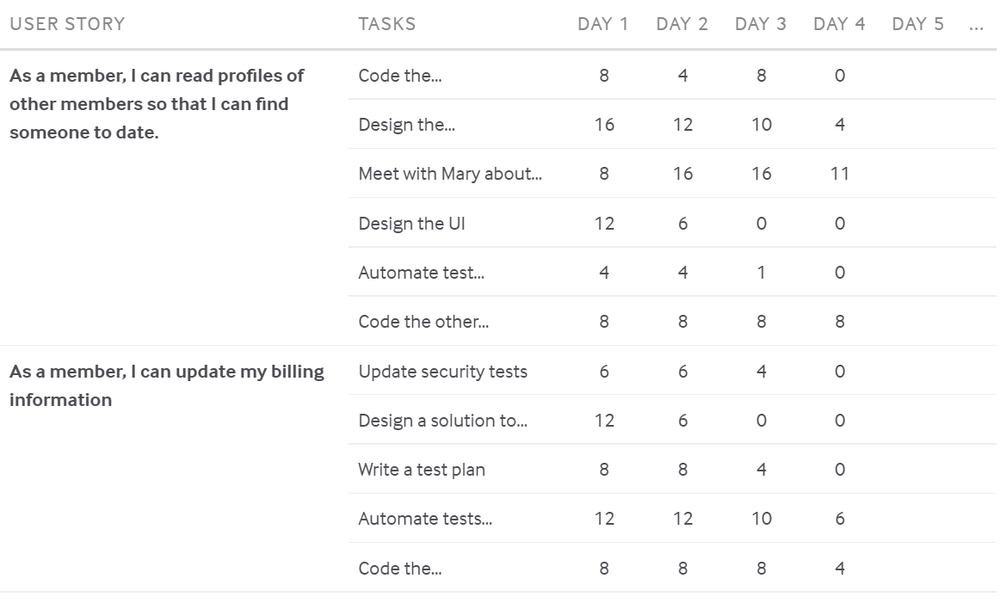 USER STORY TASKS DAY 1 DAY 2 DAY 3 DAY 4 DAY 5 ...
As a member, I can read profiles of Code the... 8 4 8 0
other members so that I can find
someone to date.
Design the... 16 12 10 4
Meet with Mary about... 8 16 16 11
Design the UI 12 6 0 0
Automate test... 4 4 1 0
Code the other... 8 8 8 8
As a member, I can update my billing Update security tests 6 6 4 0
information
Design a solution to... 12 6 0 0
Write a test plan 8 8 4 0
Automate tests... 12 12 10 6
Code the... 8 8 8 4